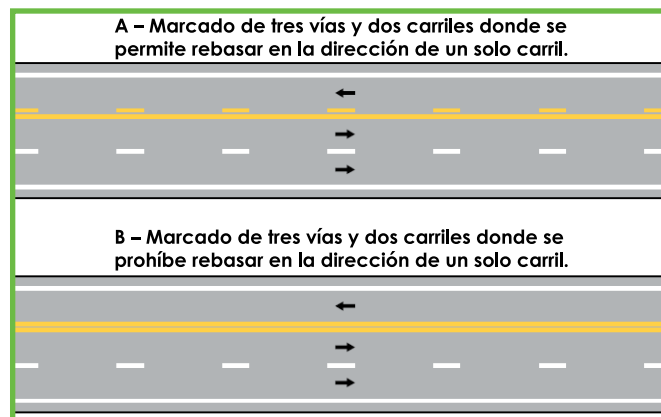 A – Marcado de tres vías y dos carriles donde se
permite rebasar en la dirección de un solo carril.
B – Marcado de tres vías y dos carriles donde se
prohíbe rebasar en la dirección de un solo carril.